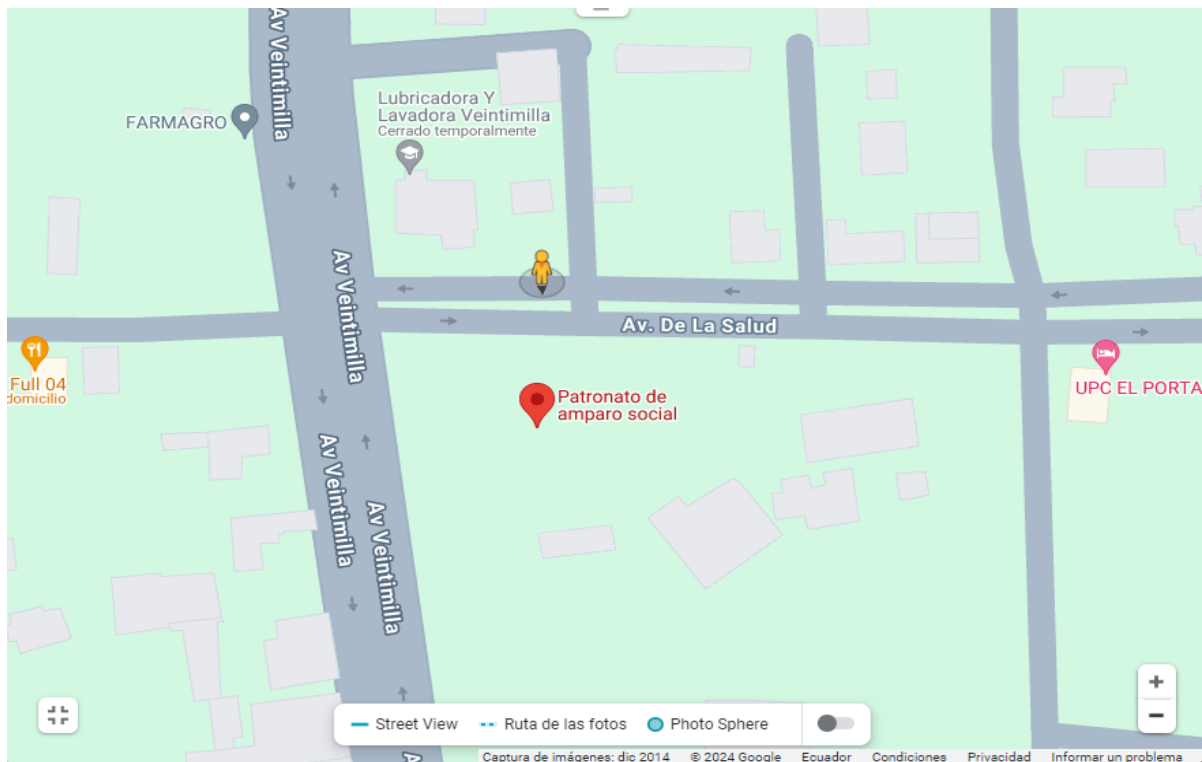 Av Veintimilla
FARMAGRO
Lubricadora Y
Lavadora Veintimilla
Cerrado temporalmente
Av Veintimilla
Av. De La Salud
Full 04
domicilio
Patronato de
amparo social
UPC EL PORTA
Av Veintimilla
Av Veintimilla
Av
Street View
Ruta de las fotos
Photo Sphere
Captura de imágenes: dic 2014 © 2024 Google Ecuador Condiciones Privacidad Informar un problema